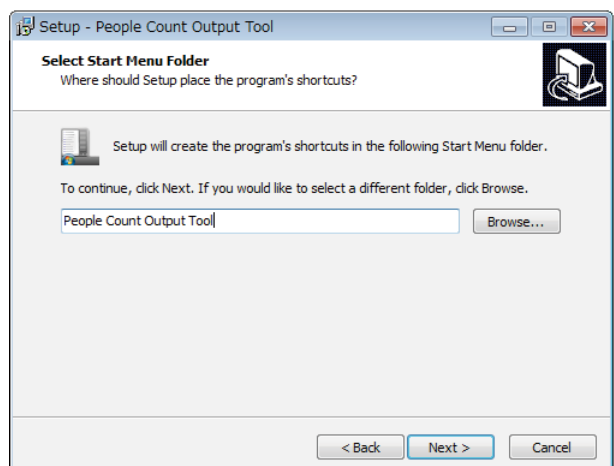 Setup - People Count Output Tool
Select Start Menu Folder
Where should Setup place the program's shortcuts?
Setup will create the program's shortcuts in the following Start Menu folder.
To continue, click Next. If you would like to select a different folder, click Browse.
People Count Output Tool
Browse...
< Back
Next >
Cancel